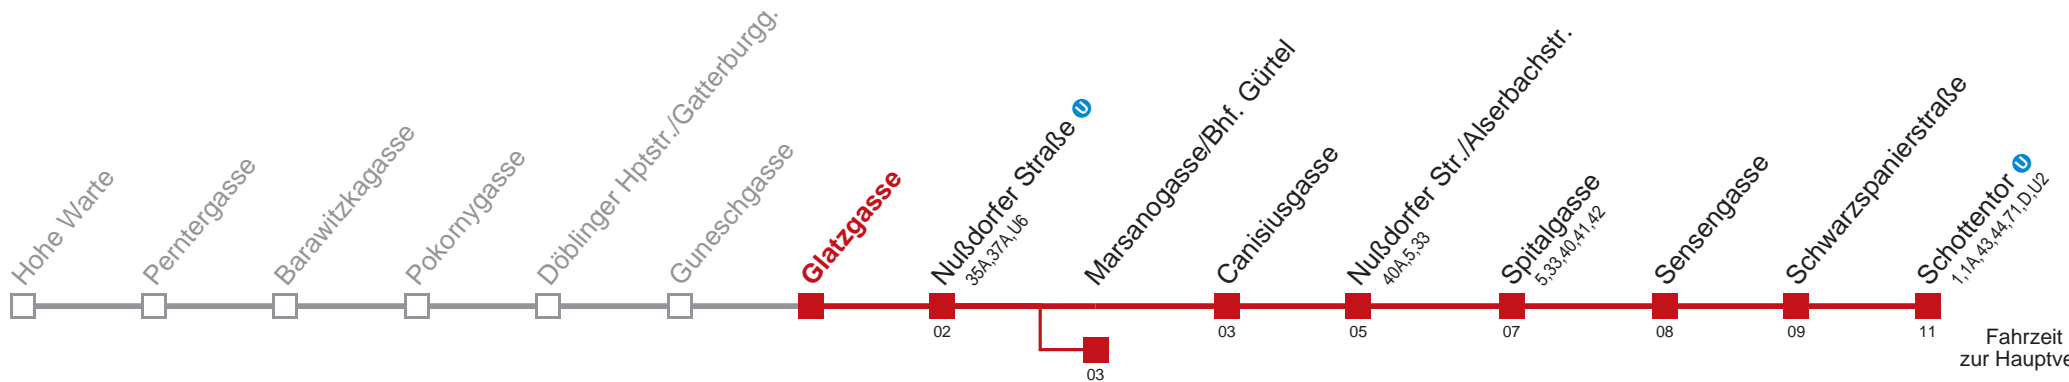 Hohe Warte
Perntergasse
Barawitzkagasse
Pokornygasse
Döblinger Hptstr./Gatterburgg.
Guneschgasse
Glatzgasse
Nußdorfer Straße U
35A,37A,U6
Marsanogasse/Bhf. Gürtel
Canisiusgasse
Nußdorfer Str./Alserbachstr.
40A,5,33
Spitalgasse
5,33,40,41,42
Sensengasse
Schwarzspanierstraße
Schottentor U
1,1A,43,44,71,D,U2
02
03
03
05
07
08
09
11
Fahrzeit
zur Hauptve